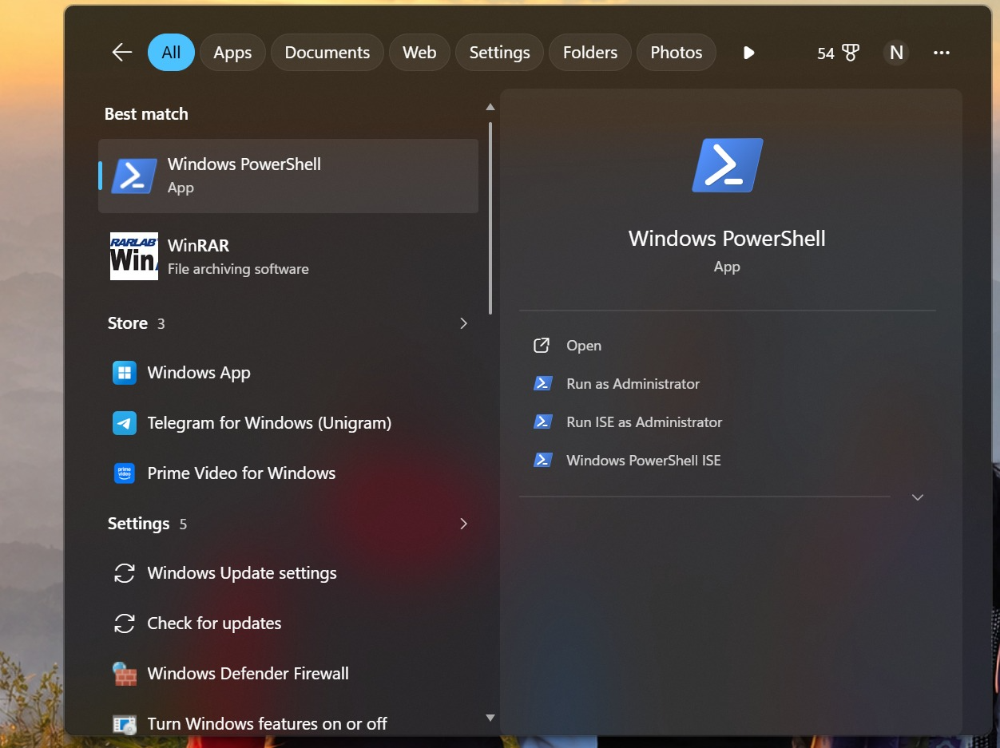 All
Apps
Documents
Web
Settings
Folders
Photos
54
N
Best match
Windows PowerShell
App
RARLAB
Win
WinRAR
File archiving software
Store 3
Windows App
Telegram for Windows (Unigram)
prime
video
Prime Video for Windows
Settings 5
Windows Update settings
Check for updates
Windows Defender Firewall
Turn Windows features on or off
Windows PowerShell
App
Open
Run as Administrator
Run ISE as Administrator
Windows PowerShell ISE